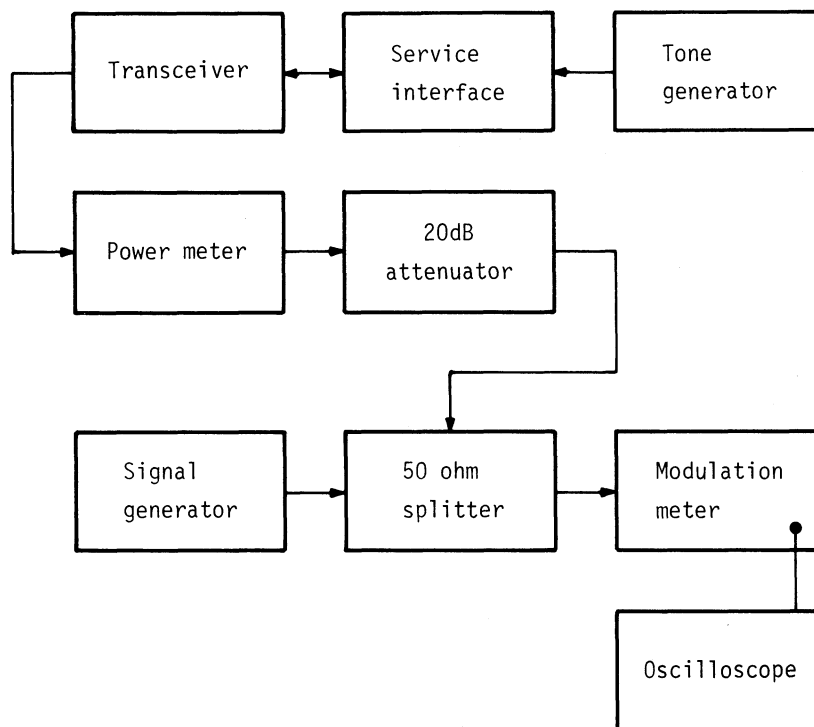 Transceiver
Service
interface
Tone
generator
Power meter
20dB
attenuator
Signal
generator
50 ohm
splitter
Modulation
meter
Oscilloscope